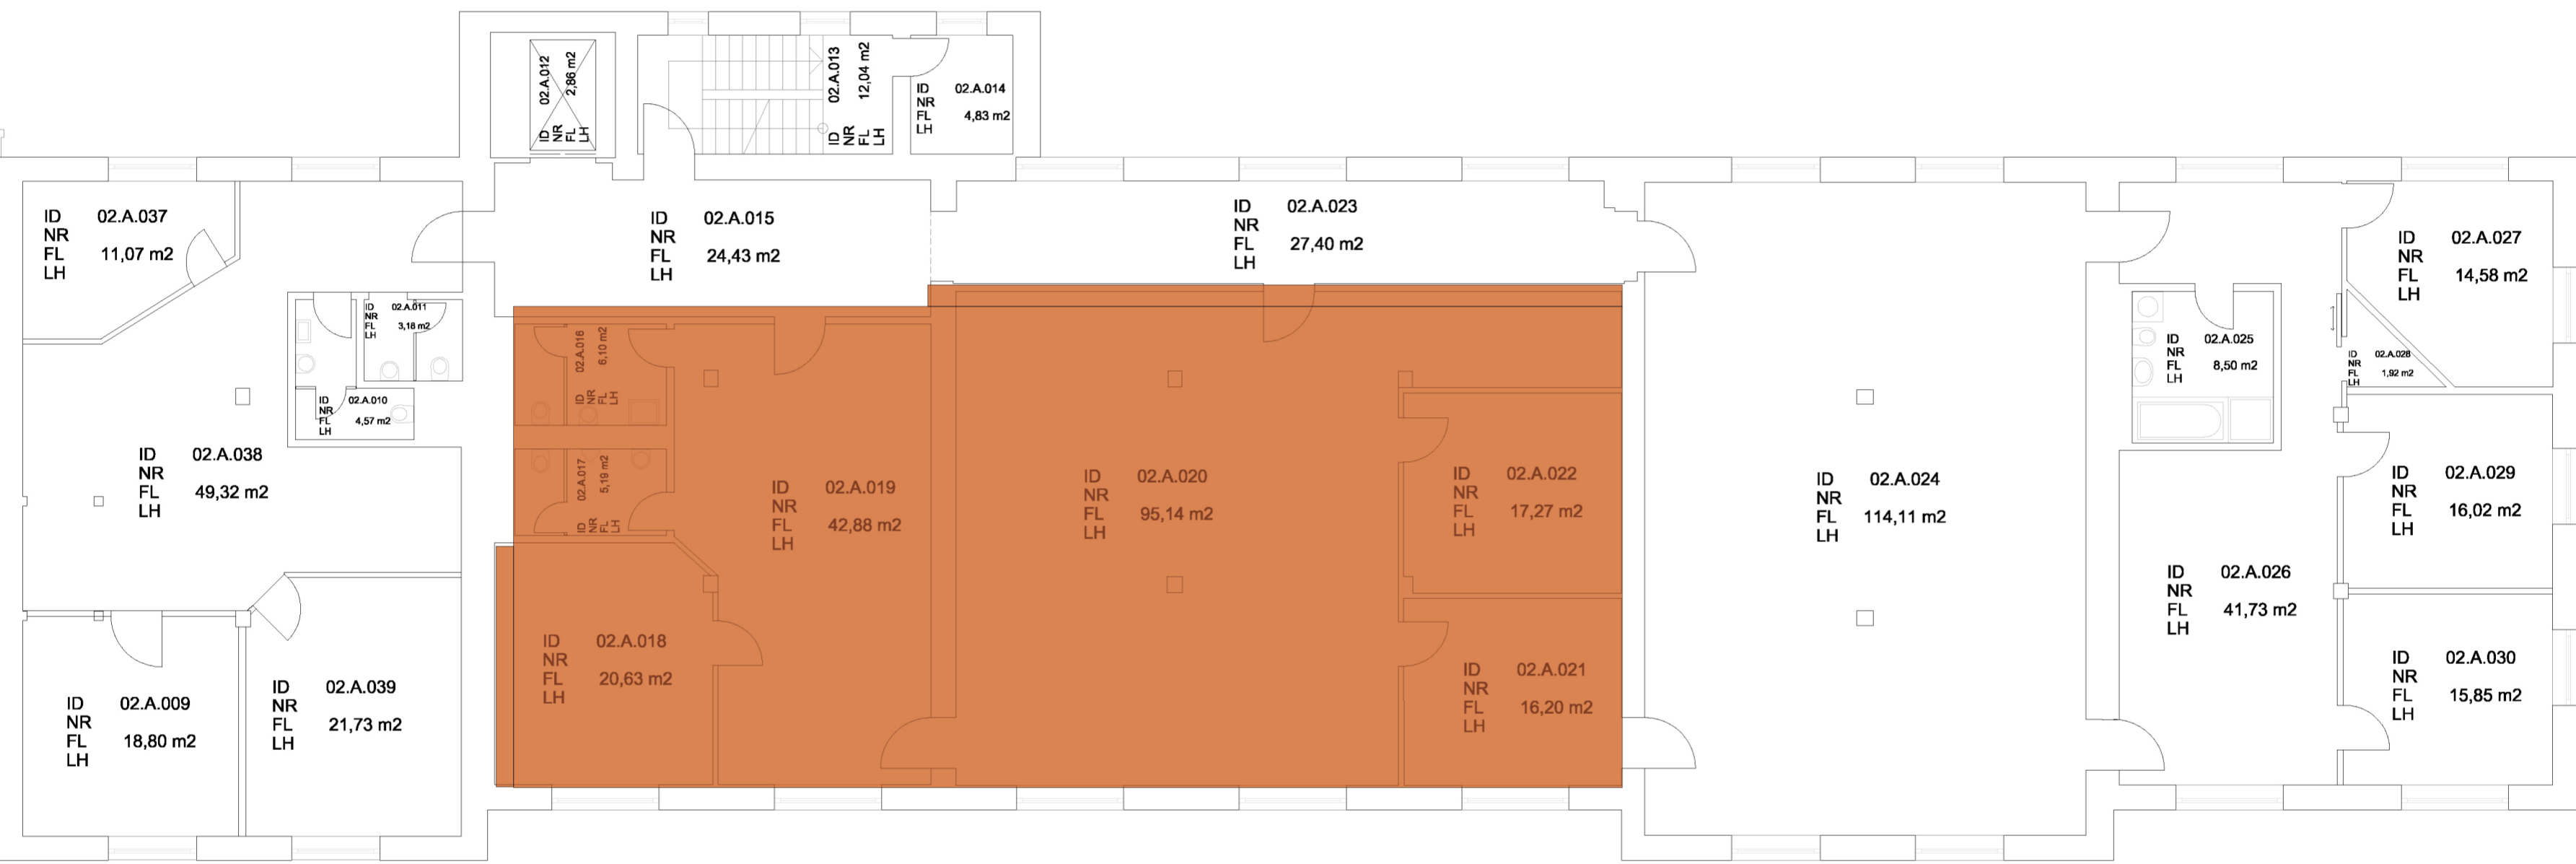 ID 02.A.012
NR
FL 2,86 m2
LH
ID 02.A.013
NR
FL 12,04 m2
LH
ID 02.A.014
NR
FL 4,83 m2
LH
ID 02.A.037
NR
FL 11,07 m2
LH
ID 02.A.015
NR
FL 24,43 m2
LH
ID 02.A.023
NR
FL 27,40 m2
LH
ID 02.A.027
NR
FL 14,58 m2
LH
ID 02.A.011
NR
FL 3,18 m2
LH
ID 02.A.016
NR
FL 6,10 m2
LH
ID 02.A.025
NR
FL 8,50 m2
LH
ID 02.A.028
NR
FL 1,92 m2
LH
ID 02.A.010
NR
FL 4,57 m2
LH
ID 02.A.038
NR
FL 49,32 m2
LH
ID 02.A.017
NR
FL 5,19 m2
LH
ID 02.A.019
NR
FL 42,88 m2
LH
ID 02.A.020
NR
FL 95,14 m2
LH
ID 02.A.022
NR
FL 17,27 m2
LH
ID 02.A.024
NR
FL 114,11 m2
LH
ID 02.A.029
NR
FL 16,02 m2
LH
ID 02.A.026
NR
FL 41,73 m2
LH
ID 02.A.018
NR
FL 20,63 m2
LH
ID 02.A.021
NR
FL 16,20 m2
LH
ID 02.A.030
NR
FL 15,85 m2
LH
ID 02.A.009
NR
FL 18,80 m2
LH
ID 02.A.039
NR
FL 21,73 m2
LH